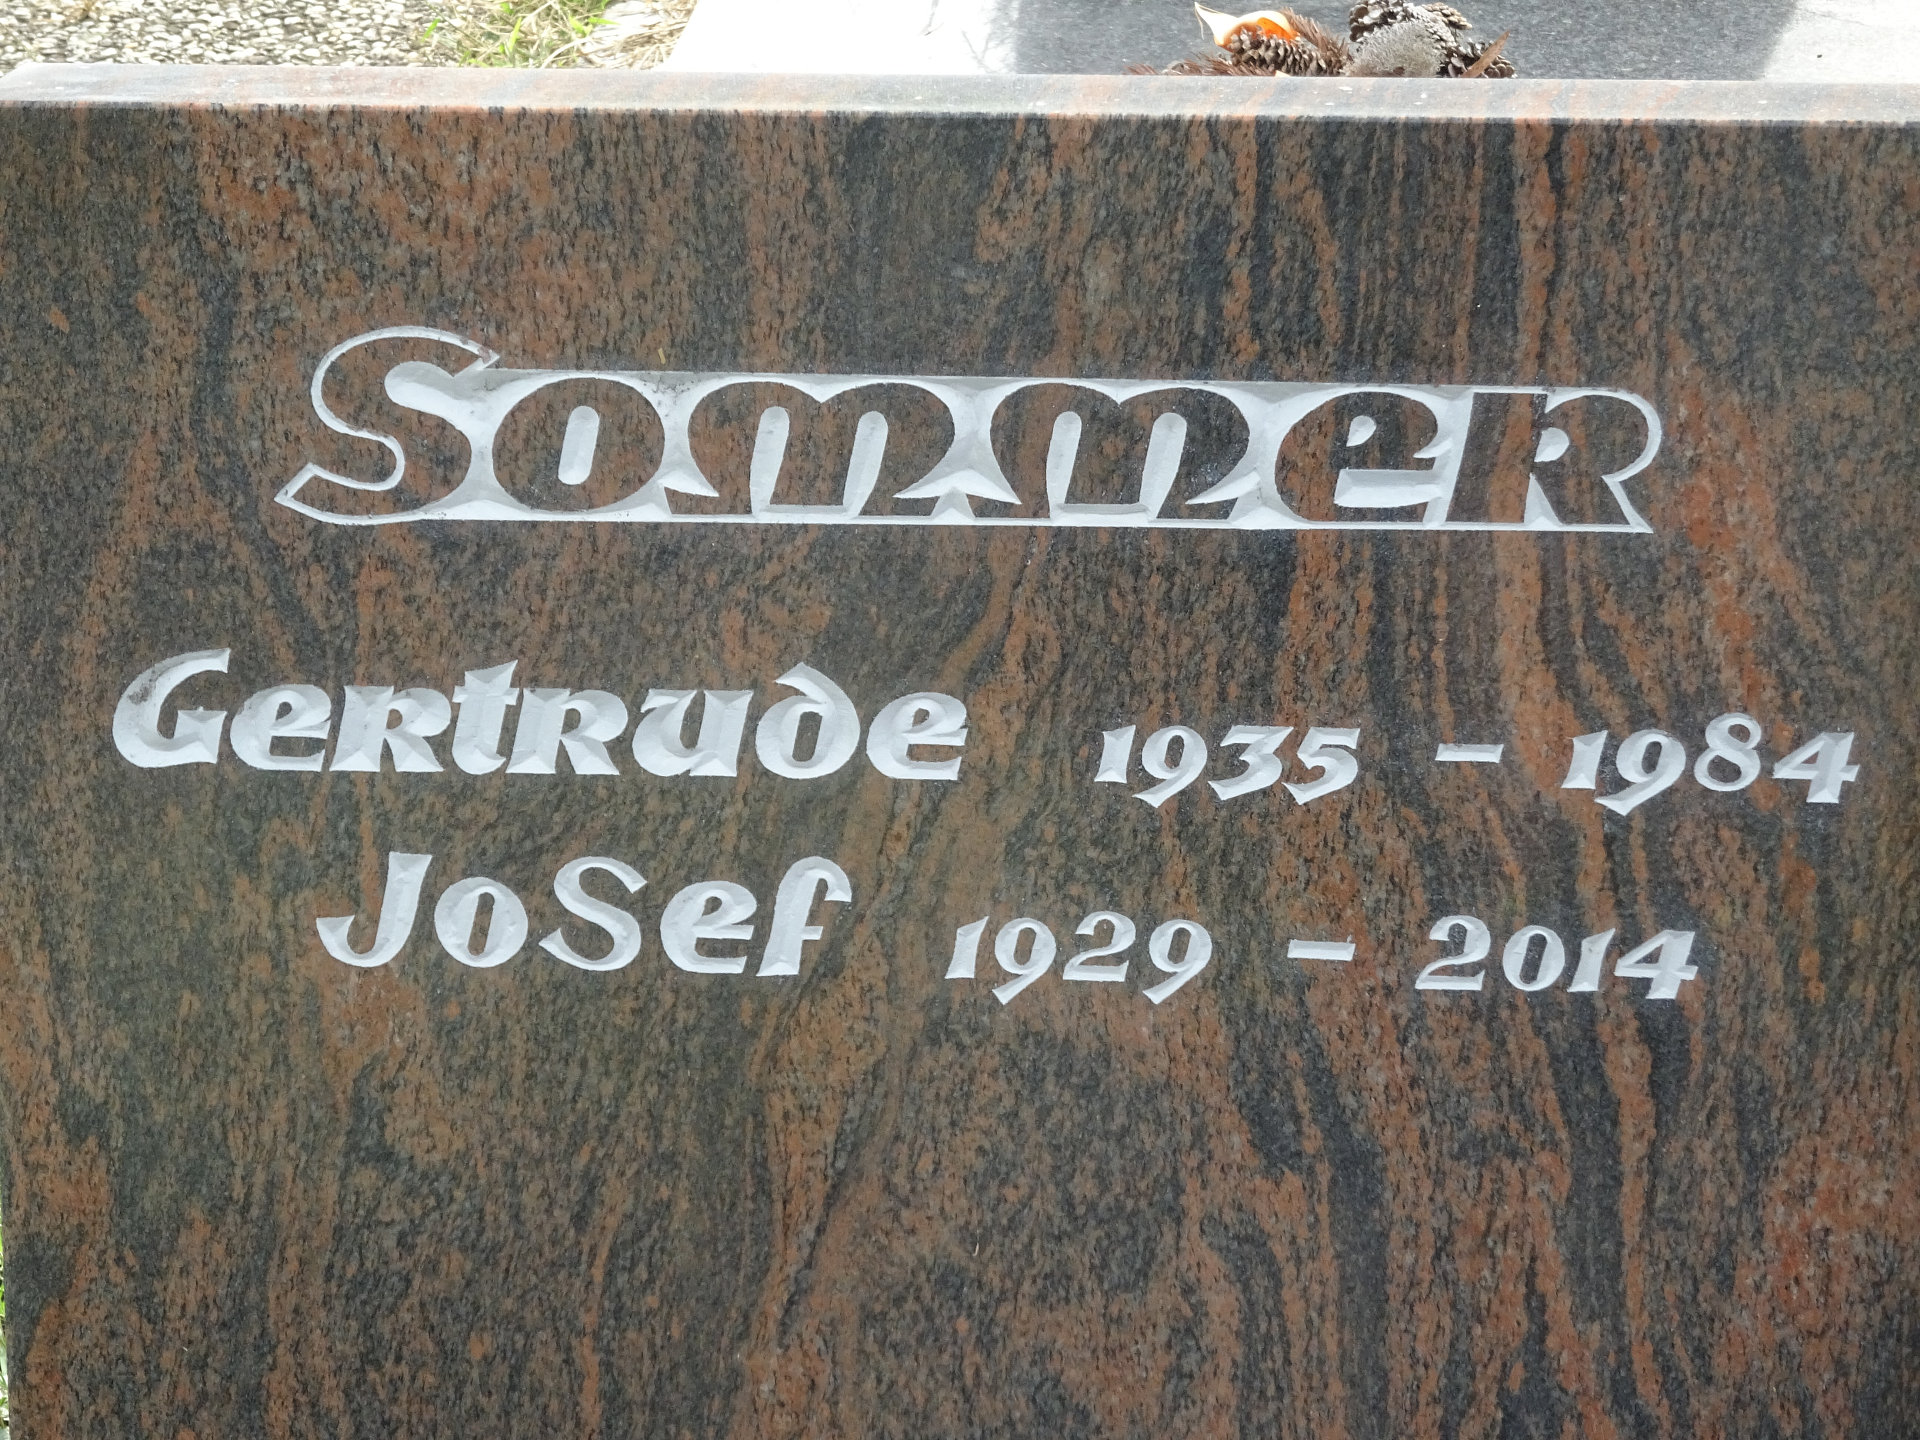 Sommer
Gertrude 1935 - 1984
Josef 1929 - 2014